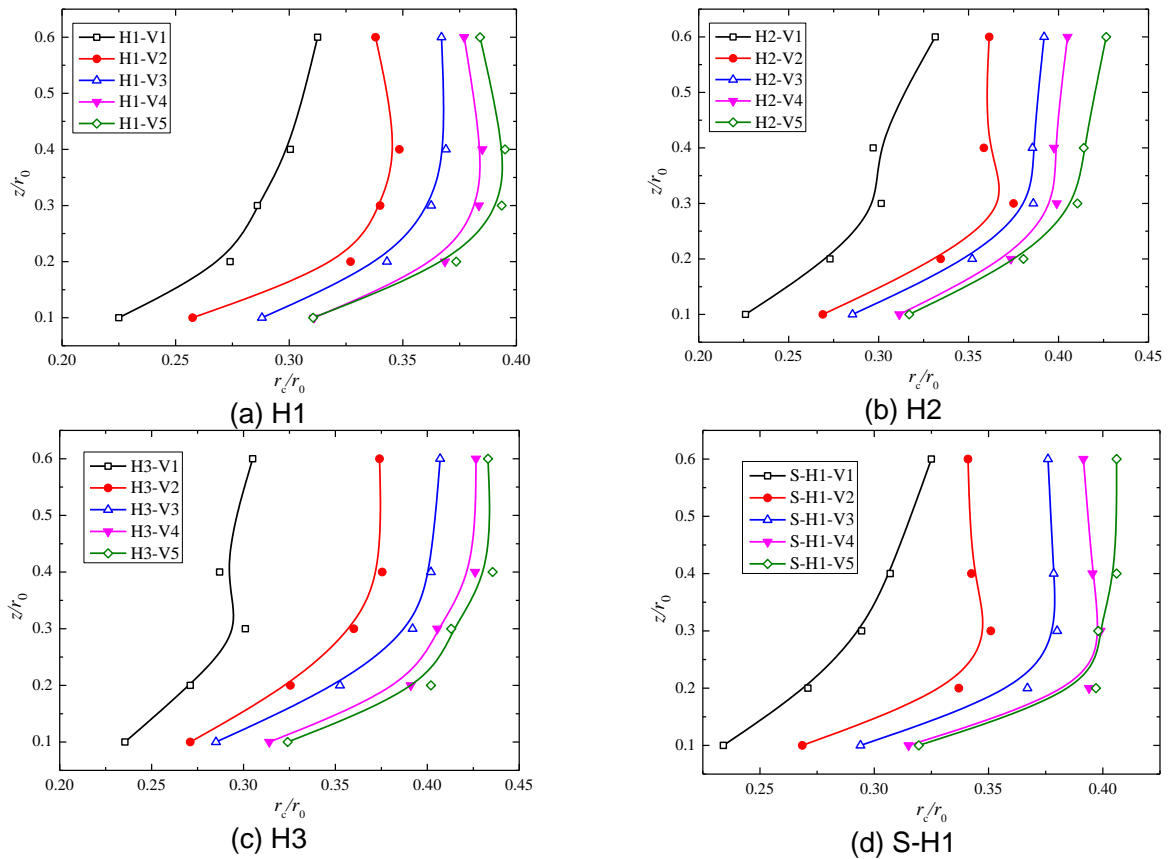 0.6
0.5
0.4
0.3
0.2
0.1
z/r0
H1-V1
H1-V2
H1-V3
H1-V4
H1-V5
0.20
0.25
0.30
0.35
0.40
rc/r0
(a) H1
0.6
0.5
0.4
0.3
0.2
0.1
z/r0
H2-V1
H2-V2
H2-V3
H2-V4
H2-V5
0.20
0.25
0.30
0.35
0.40
0.45
rc/r0
(b) H2
0.6
0.5
0.4
0.3
0.2
0.1
z/r0
H3-V1
H3-V2
H3-V3
H3-V4
H3-V5
0.20
0.25
0.30
0.35
0.40
0.45
rc/r0
(c) H3
0.6
0.5
0.4
0.3
0.2
0.1
z/r0
S-H1-V1
S-H1-V2
S-H1-V3
S-H1-V4
S-H1-V5
0.25
0.30
0.35
0.40
rc/r0
(d) S-H1